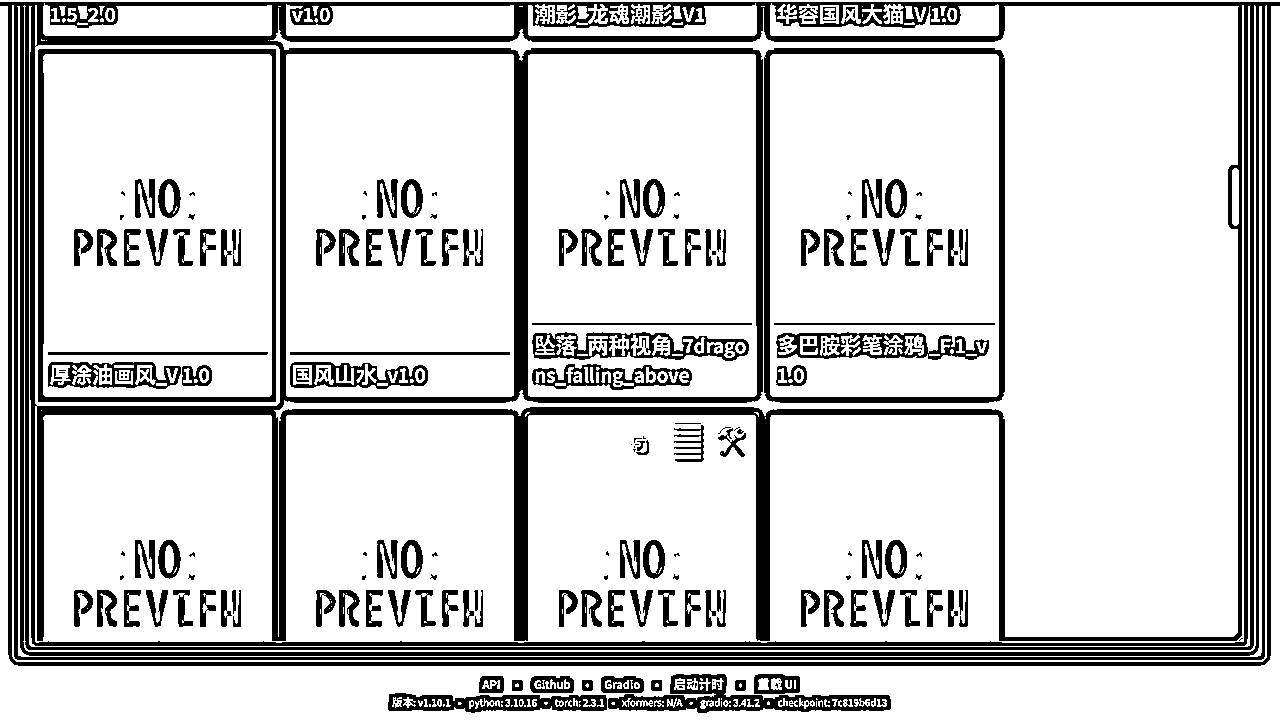 1.5_2.0
v1.0
潮影_龙魂潮影_V1
华容国风大猫_V1.0
NO
PREVIEW
NO
PREVIEW
NO
PREVIEW
NO
PREVIEW
厚涂油画风_V1.0
国风山水_v1.0
坠落_两种视角_7drago
ns_falling_above
多巴胺彩笔涂鸦_F.1_v
1.0
NO
PREVIEW
NO
PREVIEW
NO
PREVIEW
NO
PREVIEW
API • Github • Gradio • 启动计时 • 重载 UI
版本: v1.10.1 • python: 3.10.16 • torch: 2.3.1 • xformers: N/A • gradio: 3.41.2 • checkpoint: 7c819b6d13